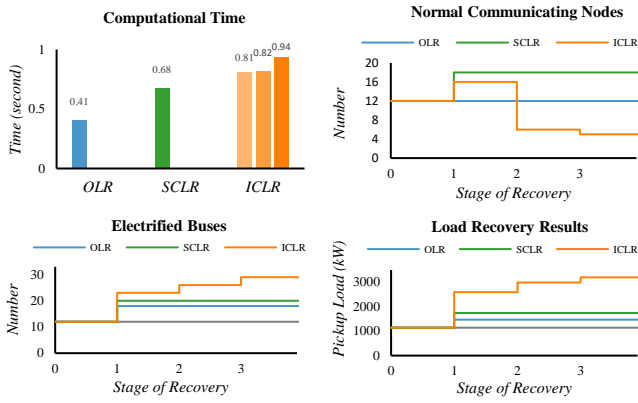 Computational Time
Time (second)
1
0.5
0
0.41
0.68
0.81
0.82
0.94
OLR
SCLR
ICLR
Normal Communicating Nodes
OLR
SCLR
ICLR
Number
20
16
12
8
4
0
0
1
2
3
Stage of Recovery
Electrified Buses
OLR
SCLR
ICLR
Number
30
20
10
0
0
1
2
3
Stage of Recovery
Load Recovery Results
OLR
SCLR
ICLR
Pickup Load (kW)
3000
2000
1000
0
0
1
2
3
Stage of Recovery